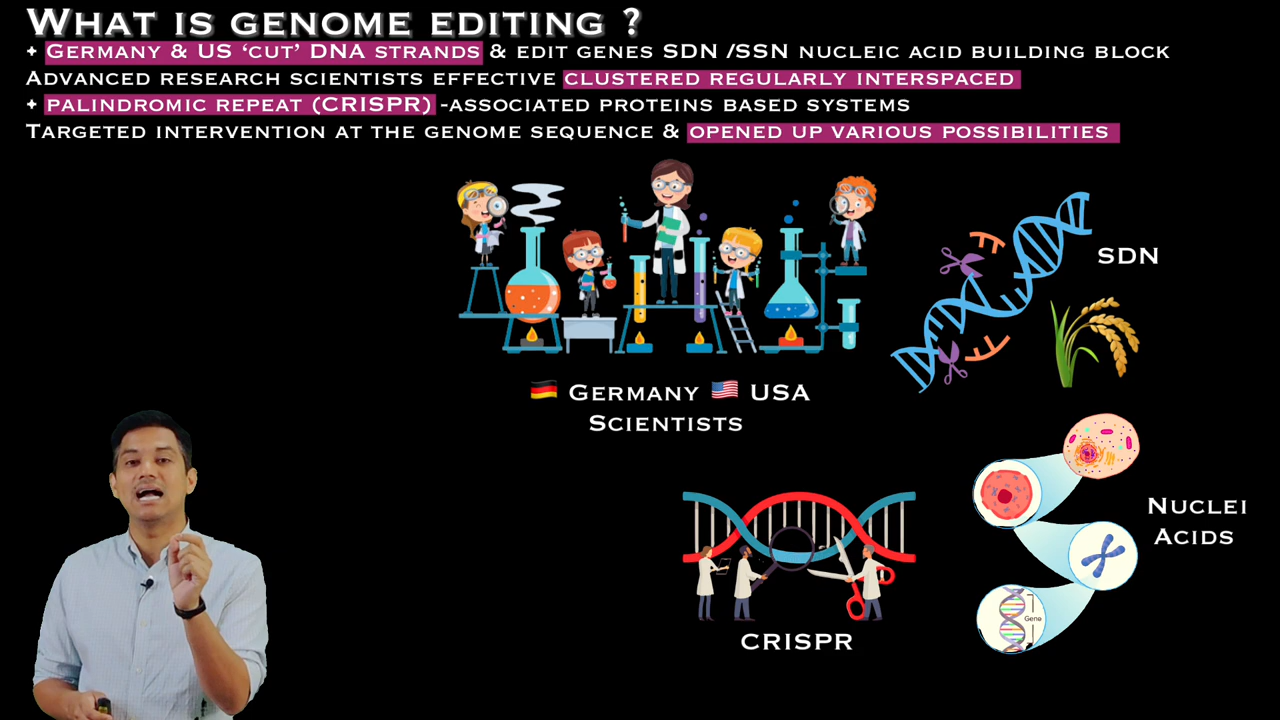 What is genome editing ?
+ Germany & US ‘cut’ DNA strands & edit genes SDN /SSN nucleic acid building block
Advanced research scientists effective clustered regularly interspaced
+ palindromic repeat (CRISPR) -associated proteins based systems
Targeted intervention at the genome sequence & opened up various possibilities
SDN
Germany USA
Scientists
Nuclei
Acids
Gene
CRISPR